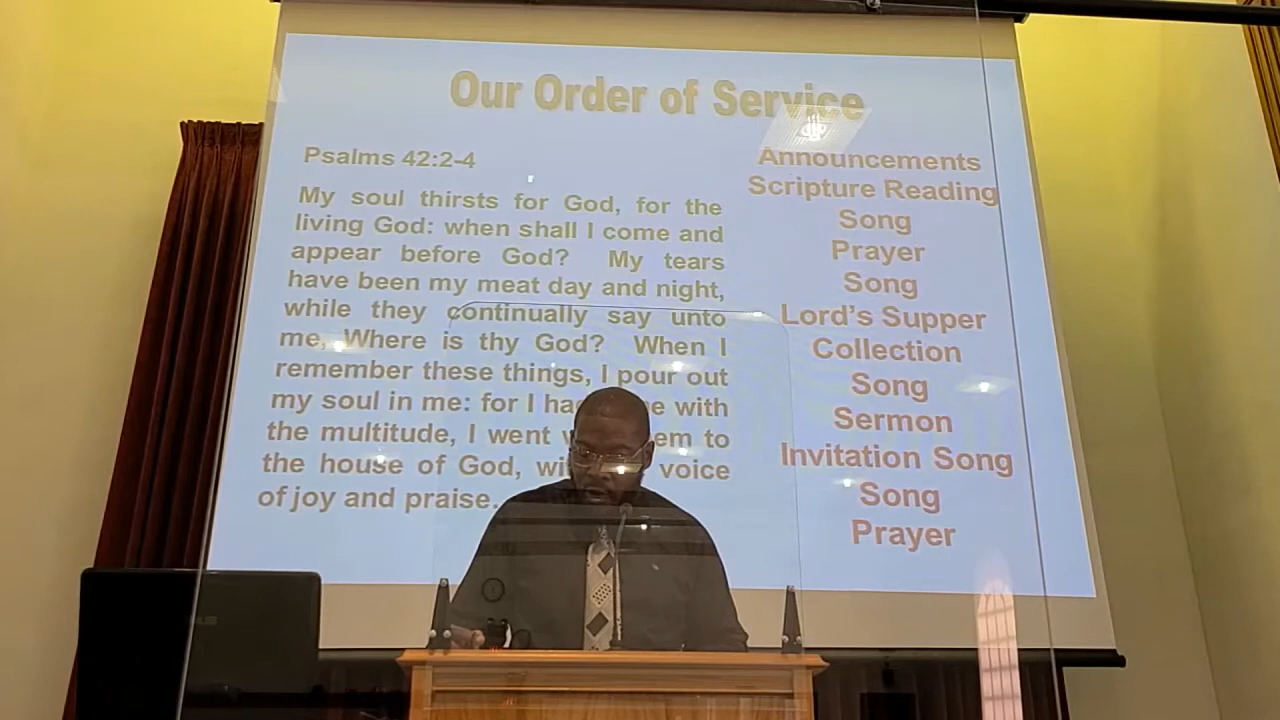 Our Order of Service
Psalms 42:2-4
My soul thirsts for God, for the
living God: when shall I come and
appear before God? My tears
have been my meat day and night,
while they continually say unto
me, Where is thy God? When I
remember these things, I pour out
my soul in me: for I with
the multitude, I went to
the house of God, voice
of joy and praise.
Announcements
Scripture Reading
Song
Prayer
Song
Lord's Supper
Collection
Song
Sermon
Invitation Song
Song
Prayer